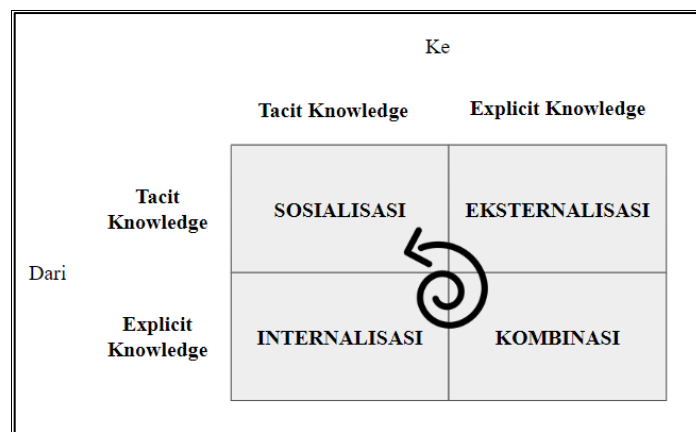 Ke
Tacit Knowledge
Explicit Knowledge
Tacit
Knowledge
SOSIALISASI
EKSTERNALISASI
Dari
Explicit
Knowledge
INTERNALISASI
KOMBINASI